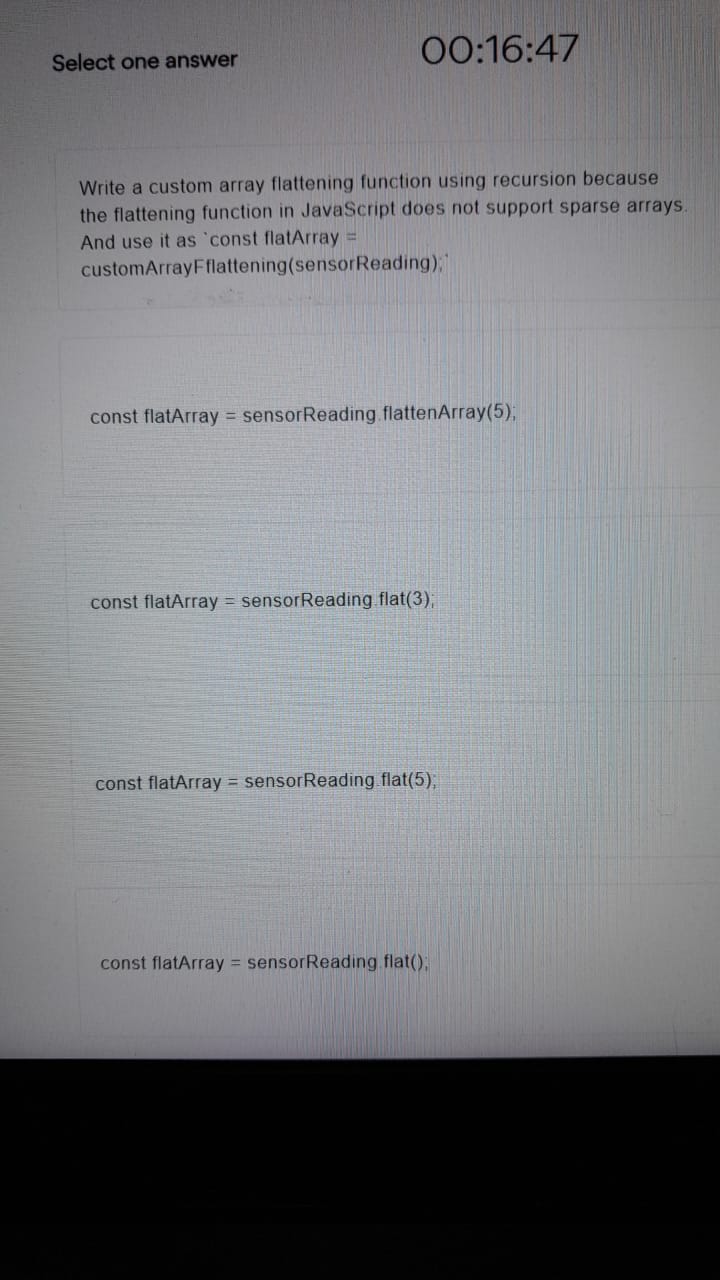 Select one answer
00:16:47
Write a custom array flattening function using recursion because
the flattening function in JavaScript does not support sparse arrays.
And use it as `const flatArray =
customArrayFflattening(sensorReading);`
const flatArray = sensorReading.flattenArray(5);
const flatArray = sensorReading.flat(3);
const flatArray = sensorReading.flat(5);
const flatArray = sensorReading.flat();